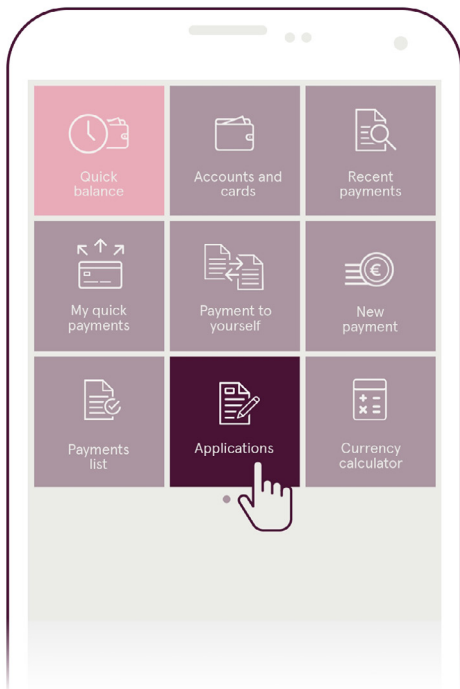 Quick
balance
Accounts and
cards
Recent
payments
My quick
payments
Payment to
yourself
€
New
payment
Payments
list
Applications
Currency
calculator